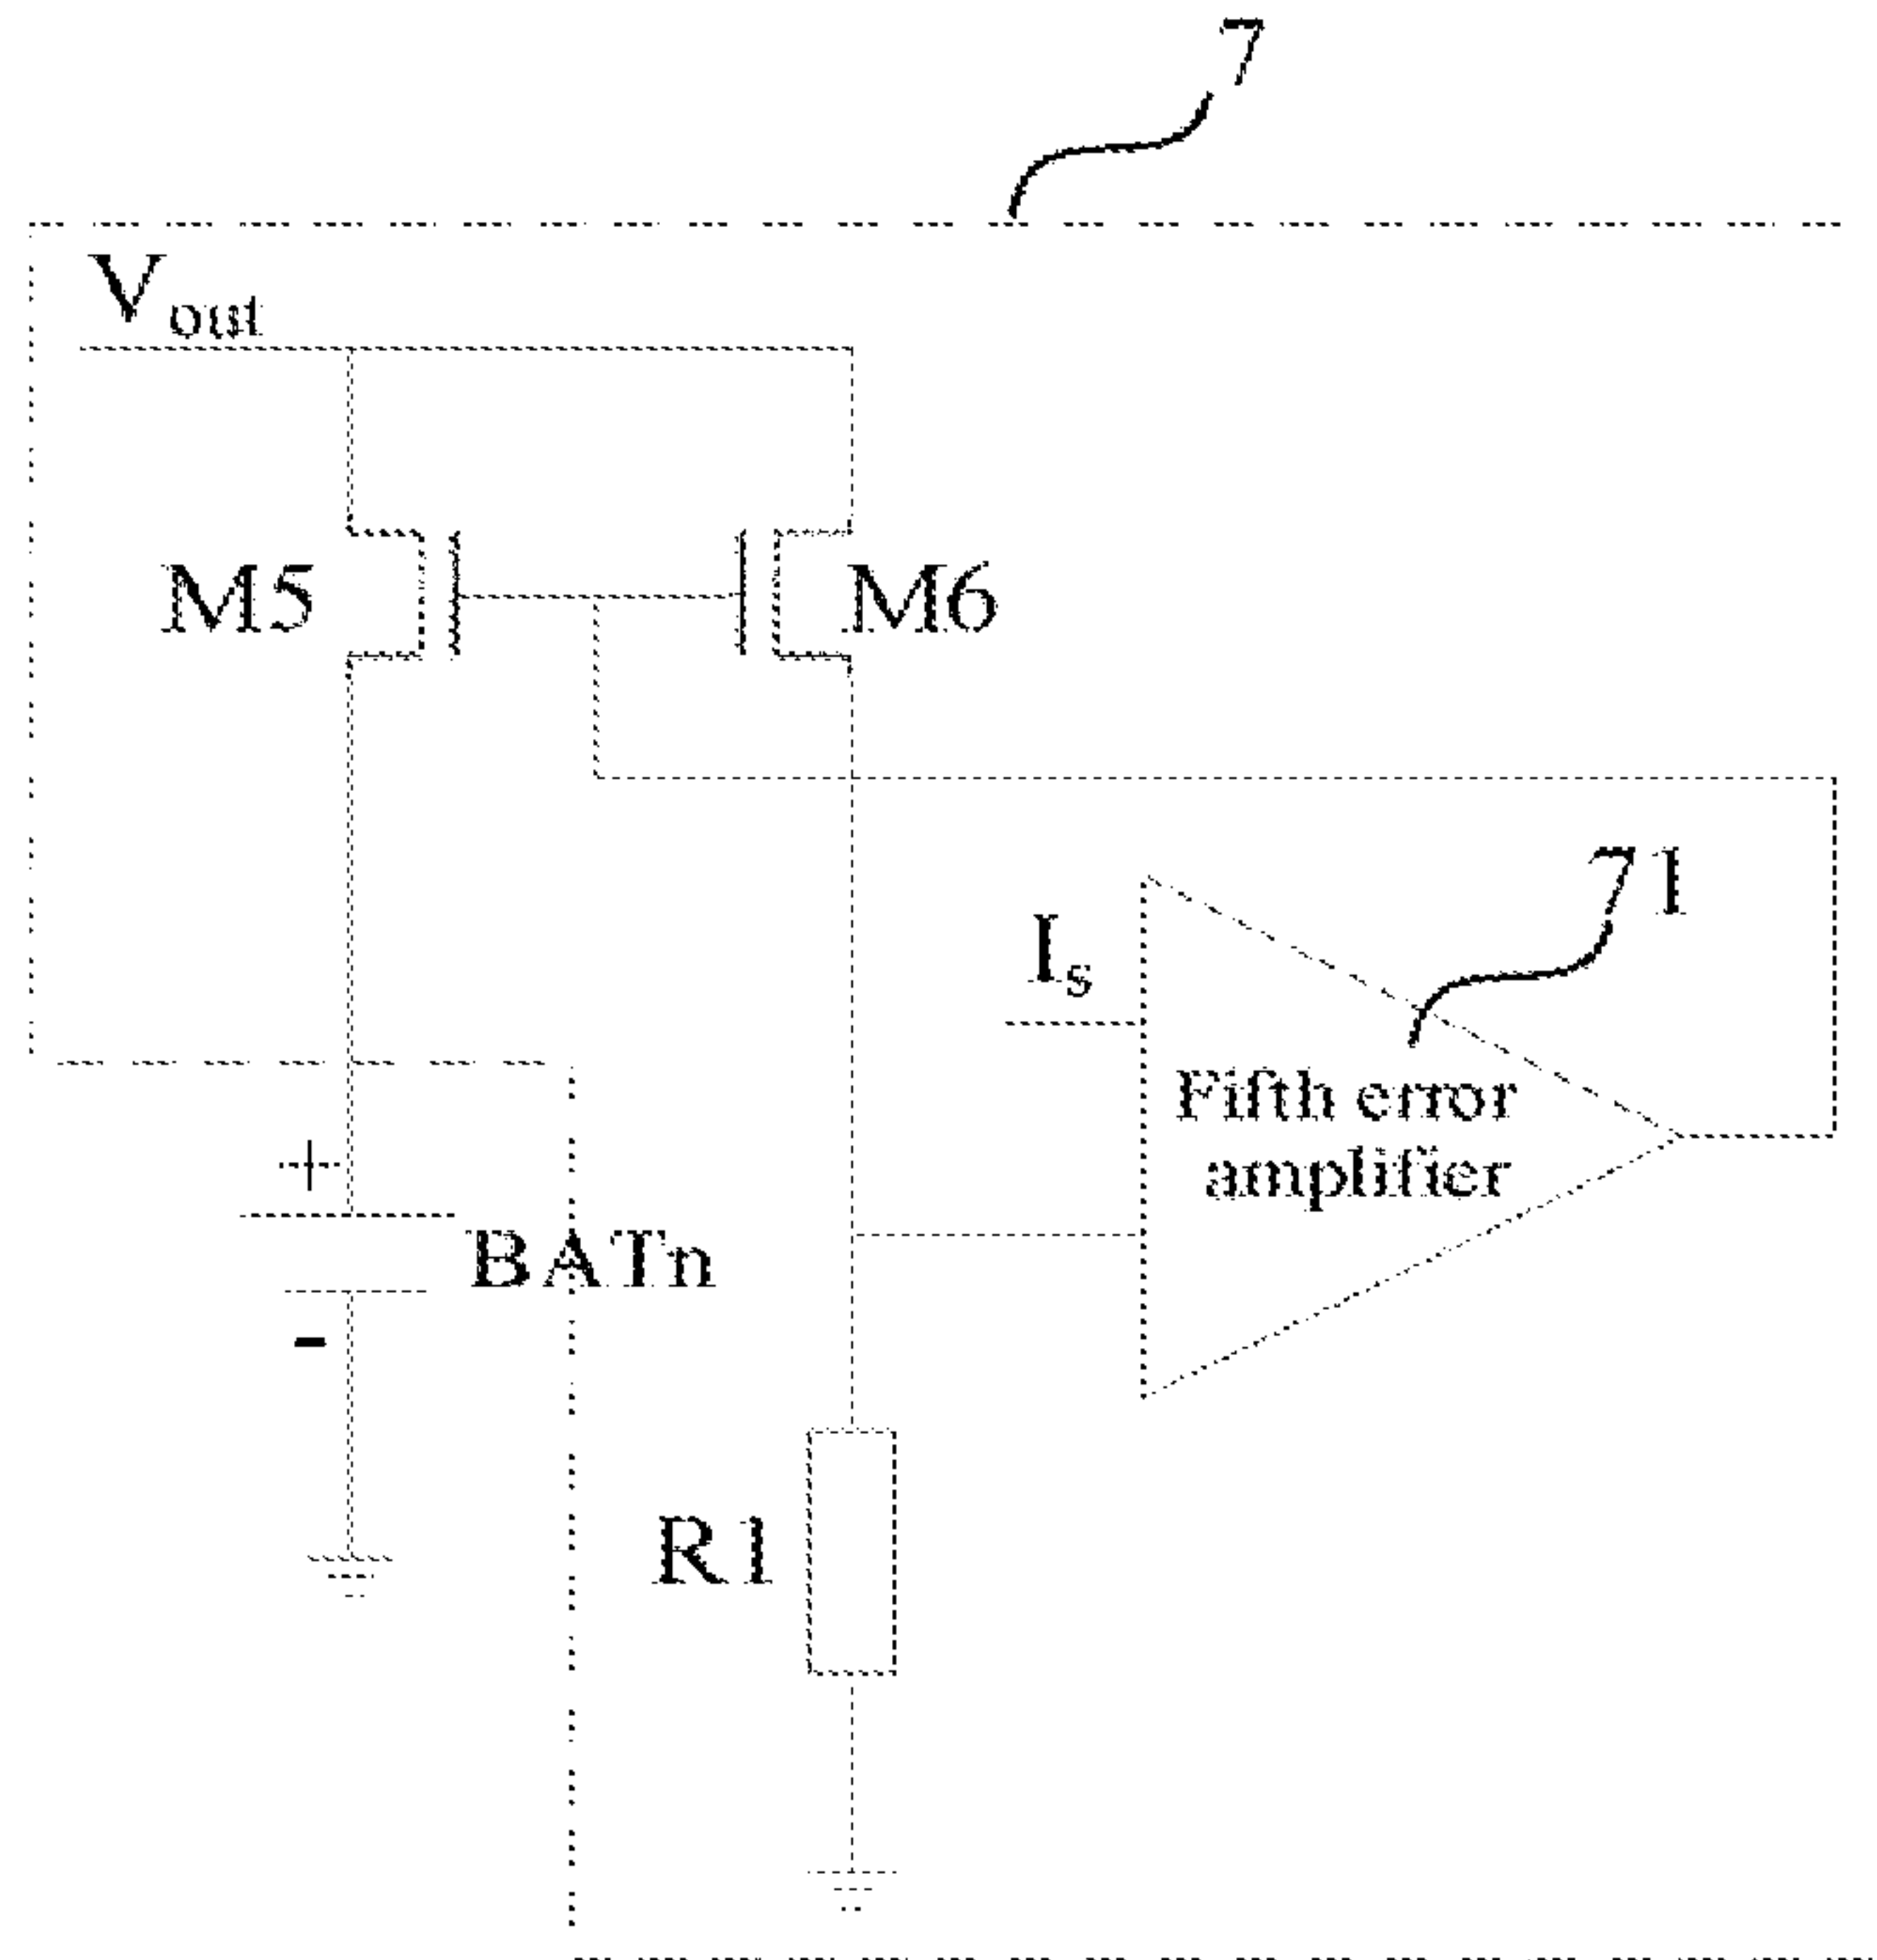 7
Vout
M5
M6
71
Is
Fifth error
amplifier
+
BATn
-
R1